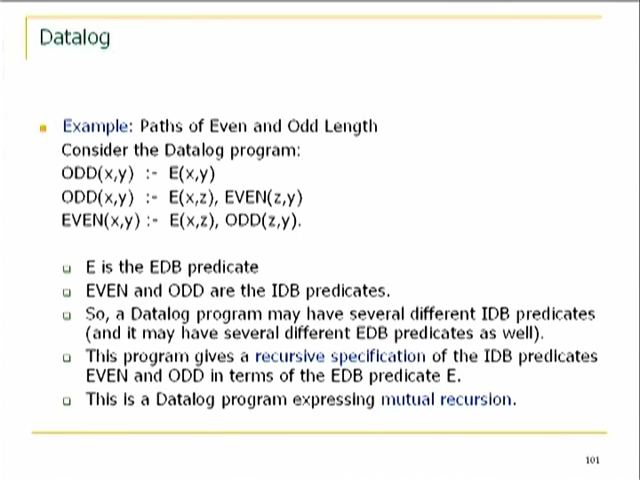 Datalog
Example: Paths of Even and Odd Length
Consider the Datalog program:
ODD(x,y) :- E(x,y)
ODD(x,y) :- E(x,z), EVEN(z,y)
EVEN(x,y) :- E(x,z), ODD(z,y).
E is the EDB predicate
EVEN and ODD are the IDB predicates.
So, a Datalog program may have several different IDB predicates
(and it may have several different EDB predicates as well).
This program gives a recursive specification of the IDB predicates
EVEN and ODD in terms of the EDB predicate E.
This is a Datalog program expressing mutual recursion.
101